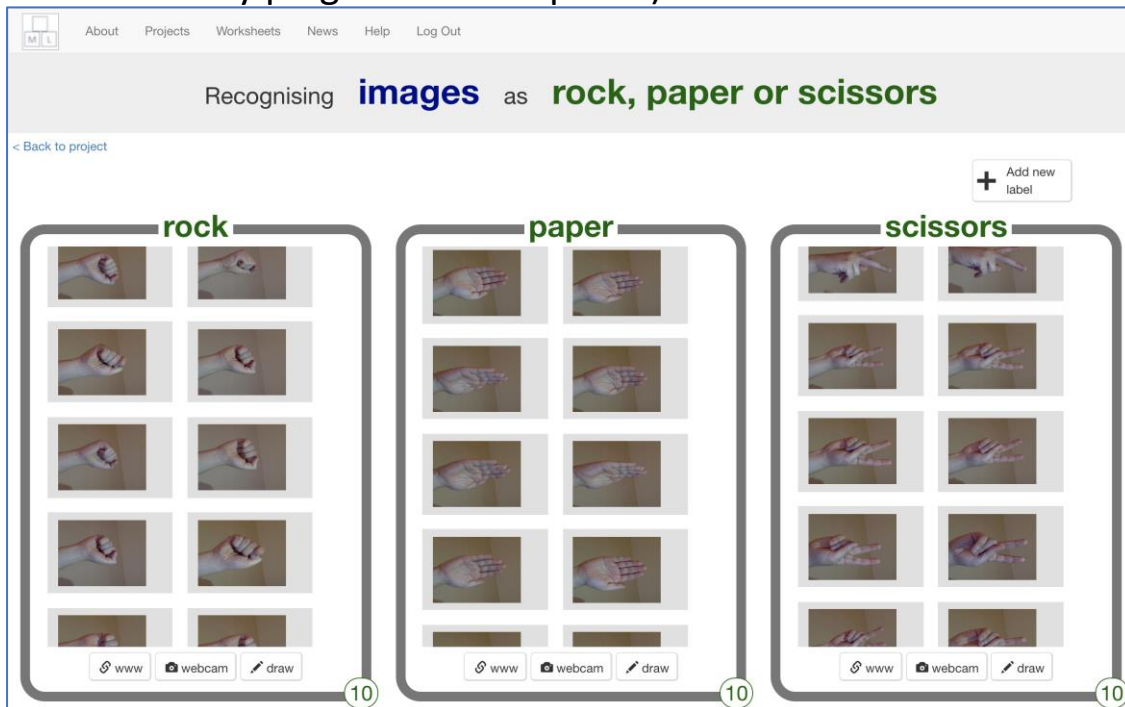 M L About Projects Worksheets News Help Log Out
Recognising images as rock, paper or scissors
< Back to project
Add new
label
rock paper scissors
www webcam draw www webcam draw www webcam draw
10 10 10